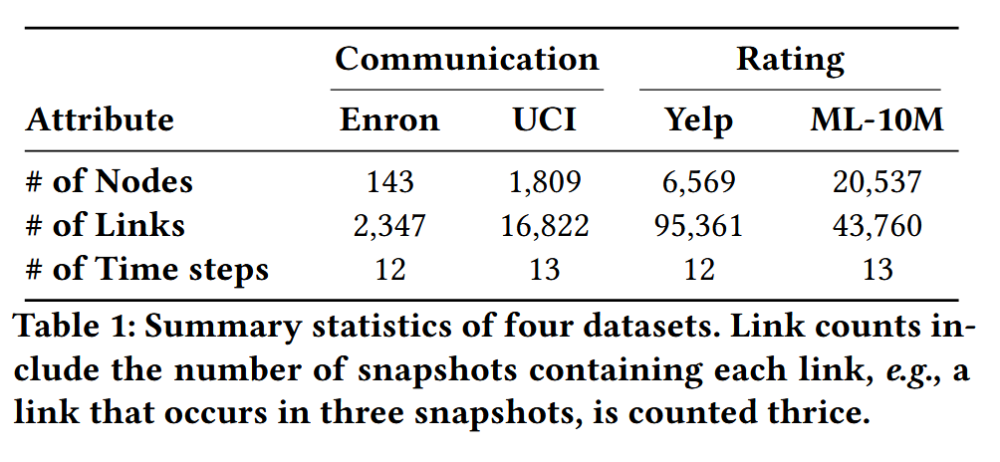 Communication Rating
Attribute Enron UCI Yelp ML-10M
# of Nodes 143 1,809 6,569 20,537
# of Links 2,347 16,822 95,361 43,760
# of Time steps 12 13 12 13
Table 1: Summary statistics of four datasets. Link counts in-
clude the number of snapshots containing each link, e.g., a
link that occurs in three snapshots, is counted thrice.